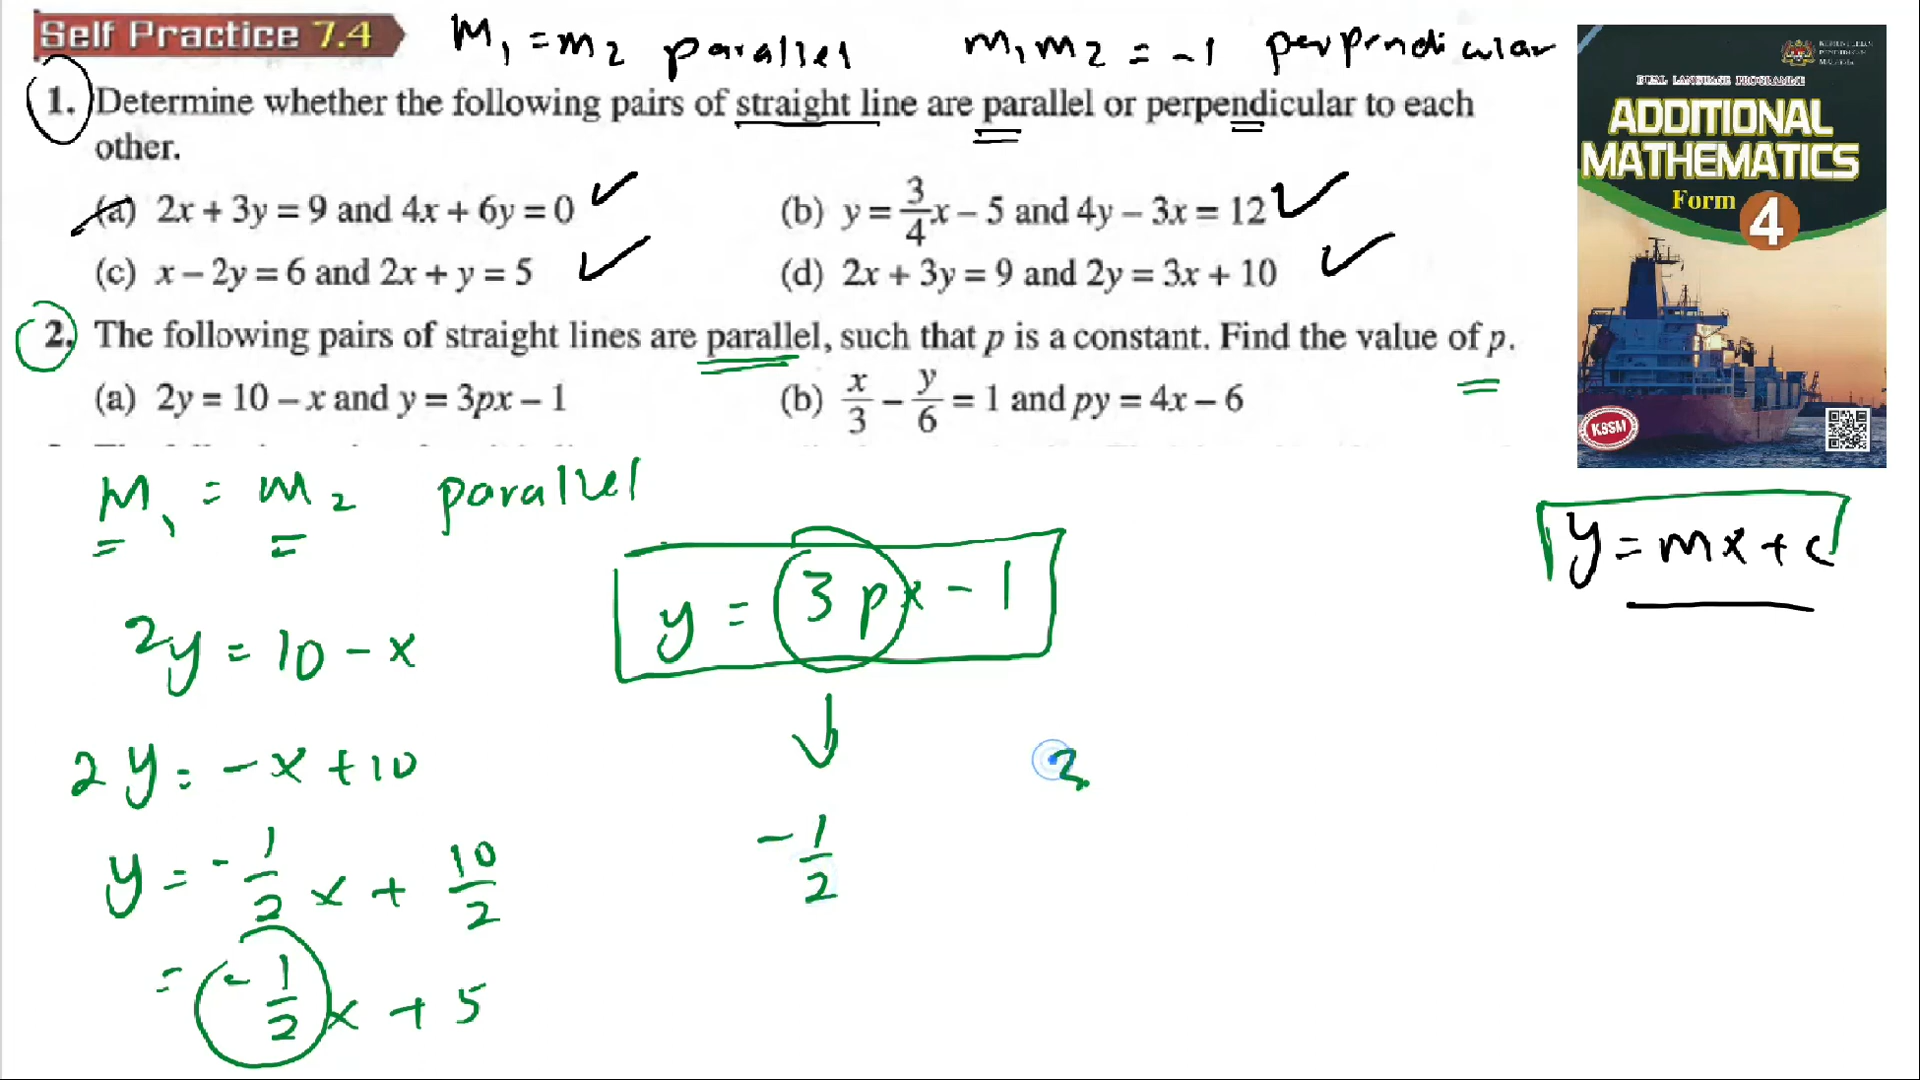 Self Practice 7.4
M₁ = m₂ parallel
m₁m₂ = -1 perpendicular
1. Determine whether the following pairs of straight line are parallel or perpendicular to each
other.
(a) 2x + 3y = 9 and 4x + 6y = 0
(b) y = 3/4 x – 5 and 4y – 3x = 12
(c) x – 2y = 6 and 2x + y = 5
(d) 2x + 3y = 9 and 2y = 3x + 10
2. The following pairs of straight lines are parallel, such that p is a constant. Find the value of p.
(a) 2y = 10 – x and y = 3px – 1
(b) x/3 – y/6 = 1 and py = 4x – 6
DUAL LANGUAGE PROGRAMME
ADDITIONAL
MATHEMATICS
Form 4
KBSM
M₁ = m₂ parallel
y = mx + c
y = 3px - 1
2y = 10 - x
2y = -x + 10
y = -1/2 x + 10/2
= -1/2 x + 5
-1/2
2